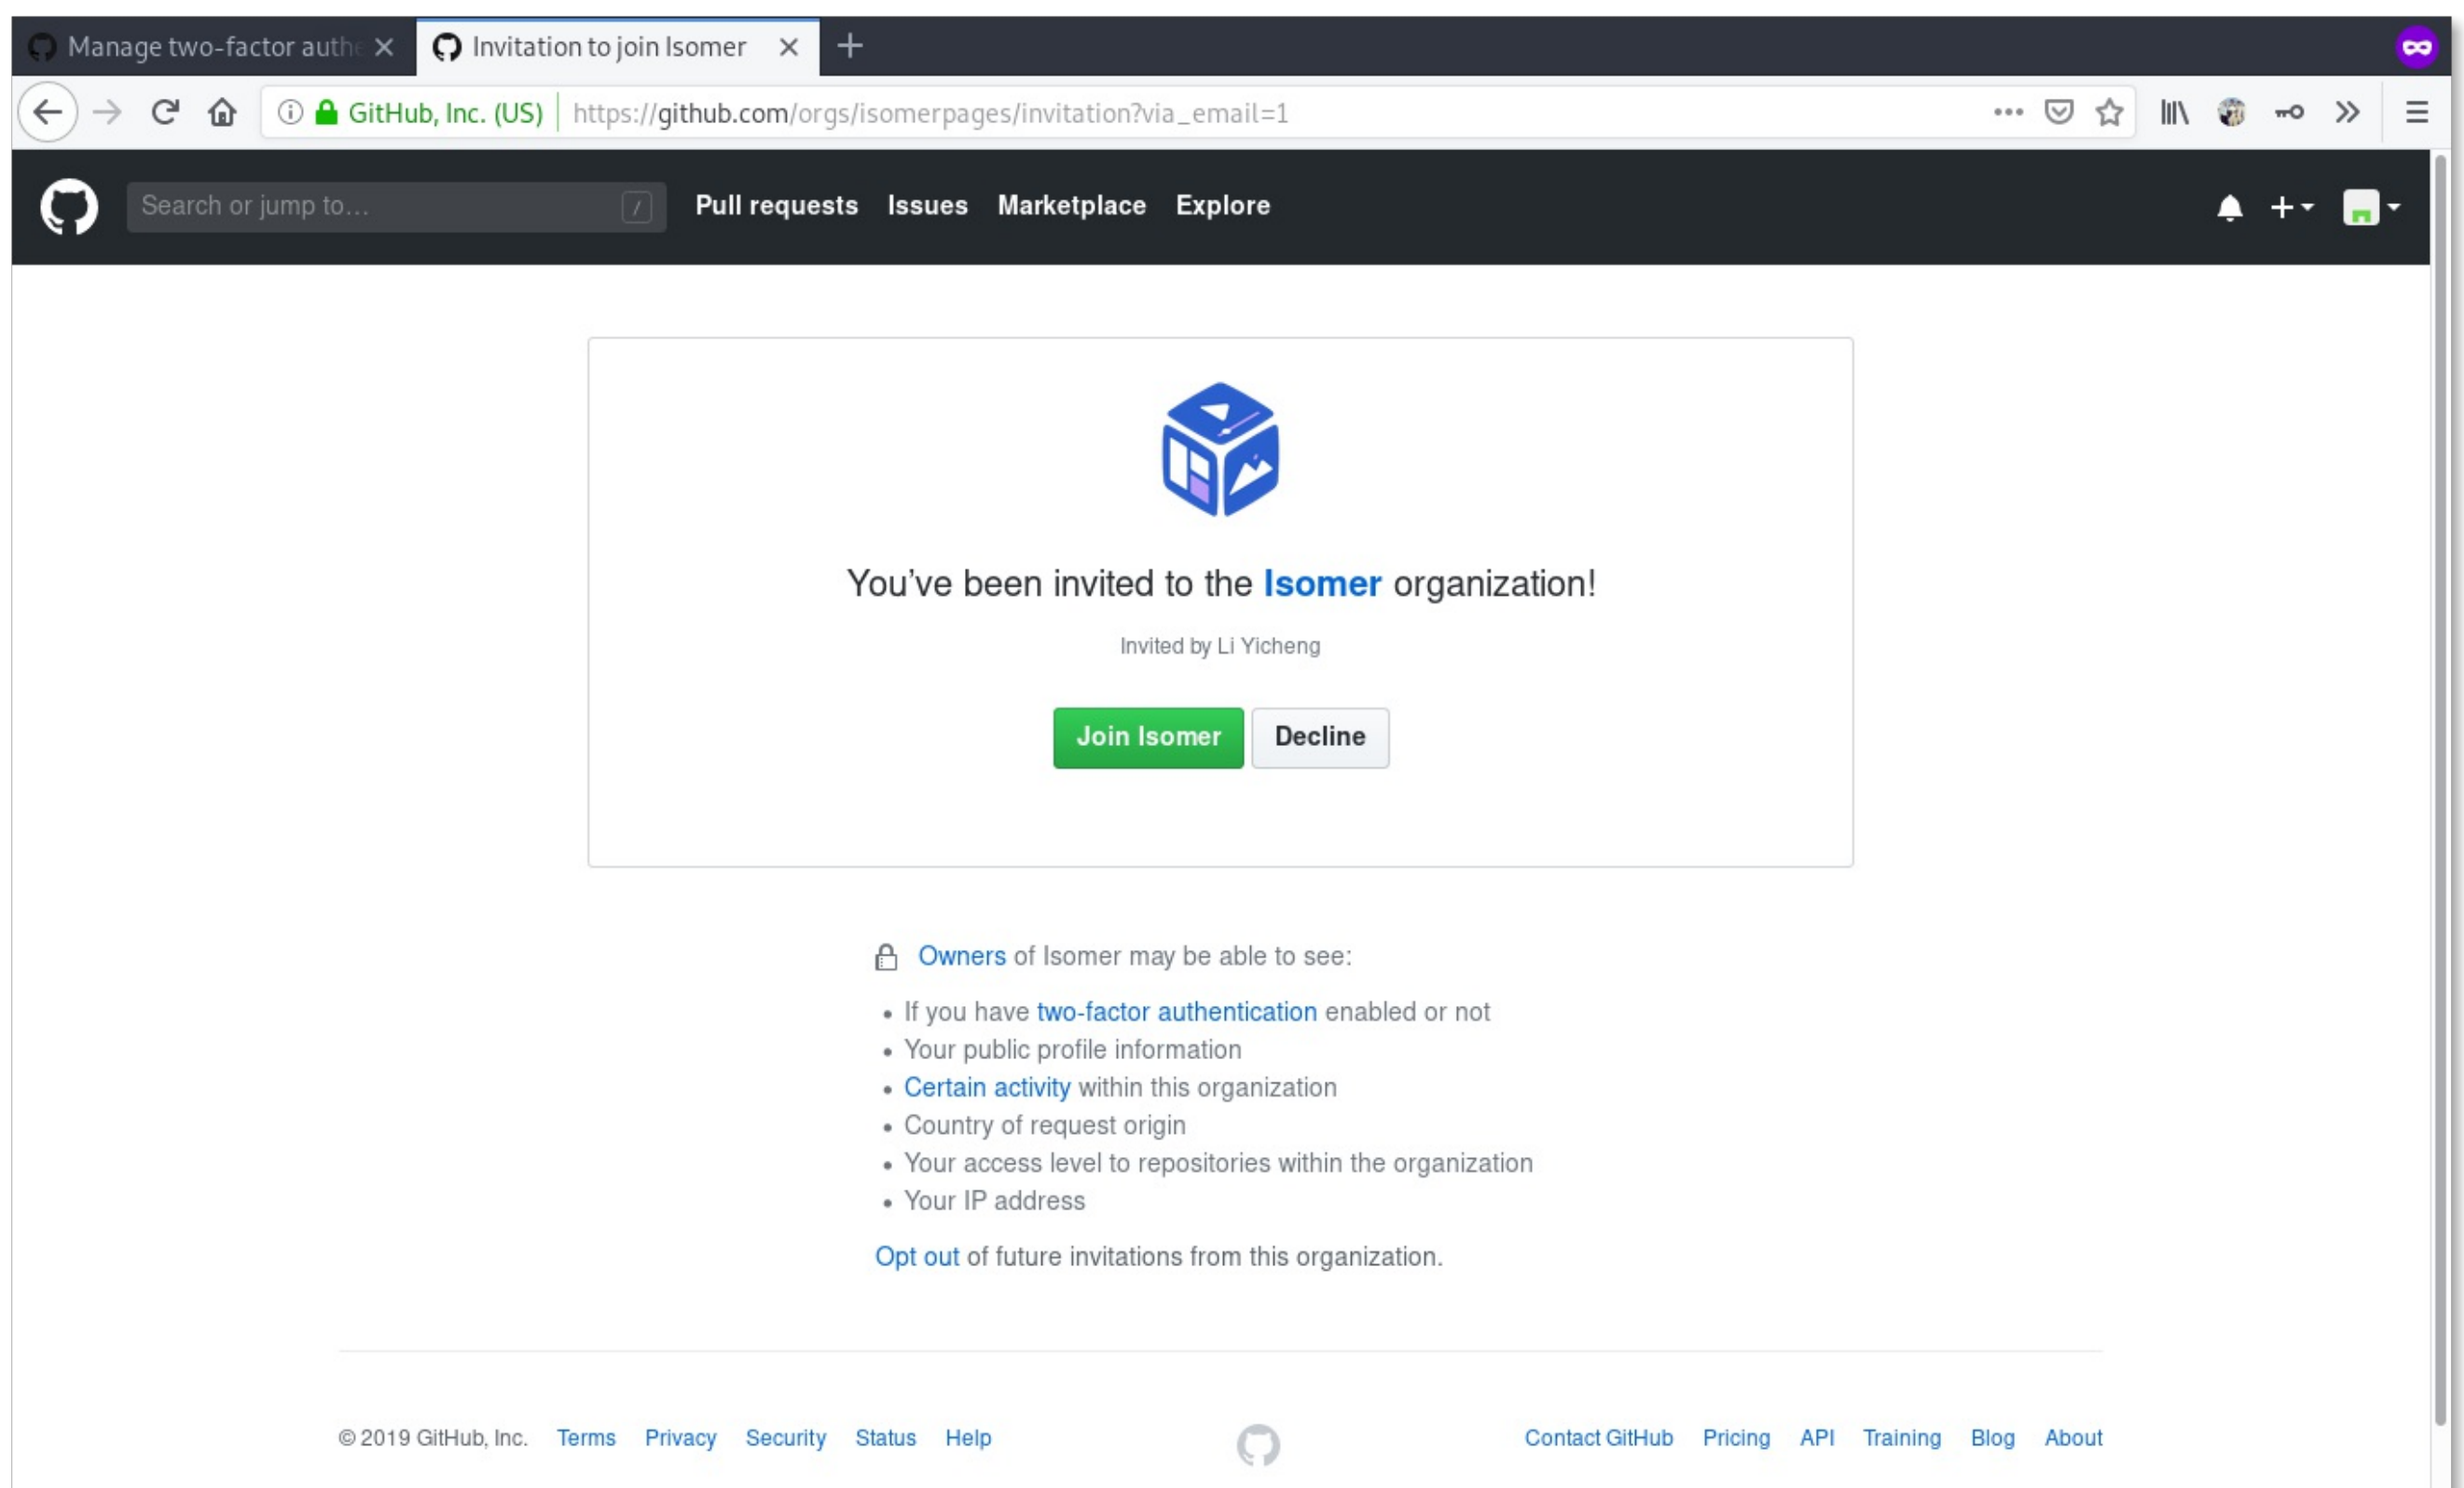 Manage two-factor authe
Invitation to join Isomer
GitHub, Inc. (US) https://github.com/orgs/isomerpages/invitation?via_email=1
Search or jump to... / Pull requests Issues Marketplace Explore
You've been invited to the Isomer organization!
Invited by Li Yicheng
Join Isomer Decline
Owners of Isomer may be able to see:
• If you have two-factor authentication enabled or not
• Your public profile information
• Certain activity within this organization
• Country of request origin
• Your access level to repositories within the organization
• Your IP address
Opt out of future invitations from this organization.
© 2019 GitHub, Inc. Terms Privacy Security Status Help Contact GitHub Pricing API Training Blog About